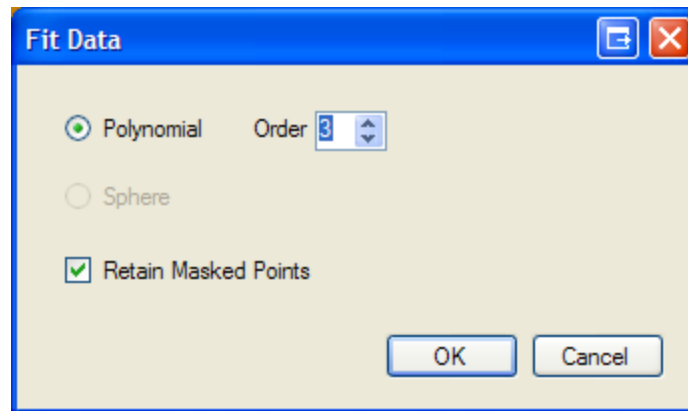 Fit Data
Polynomial Order 3
Sphere
Retain Masked Points
OK Cancel